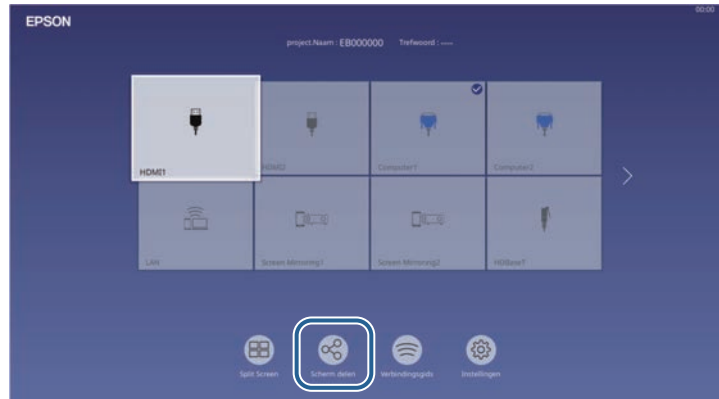 00:00
EPSON
project.Naam : EB000000 Trefwoord : ----
HDMI1
HDMI2
Computer1
Computer2
LAN
Screen Mirroring1
Screen Mirroring2
HDBaseT
Split Screen
Scherm delen
Verbindingsgids
Instellingen